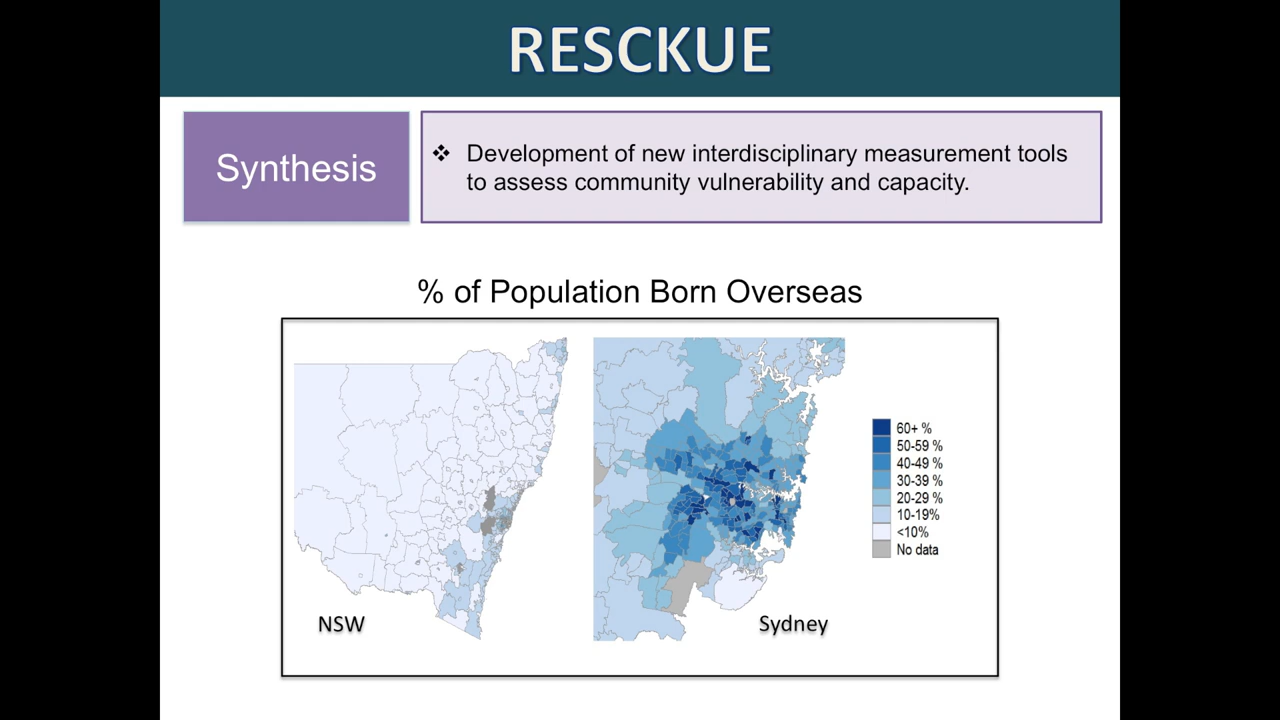 RESCKUE
Synthesis
❖ Development of new interdisciplinary measurement tools
to assess community vulnerability and capacity.
% of Population Born Overseas
60+ %
50-59 %
40-49 %
30-39 %
20-29 %
10-19%
<10%
No data
NSW
Sydney